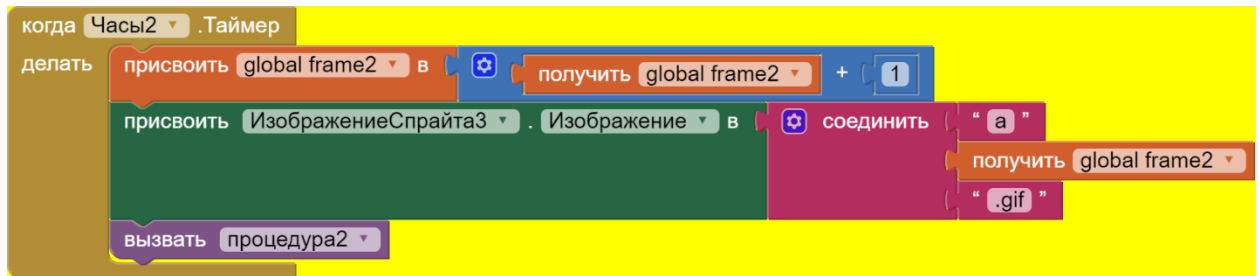 когда Часы2 .Таймер
делать присвоить global frame2 в получить global frame2 + 1
присвоить ИзображениеСпрайта3 . Изображение в соединить “ a ”
получить global frame2
“ .gif ”
вызвать процедура2